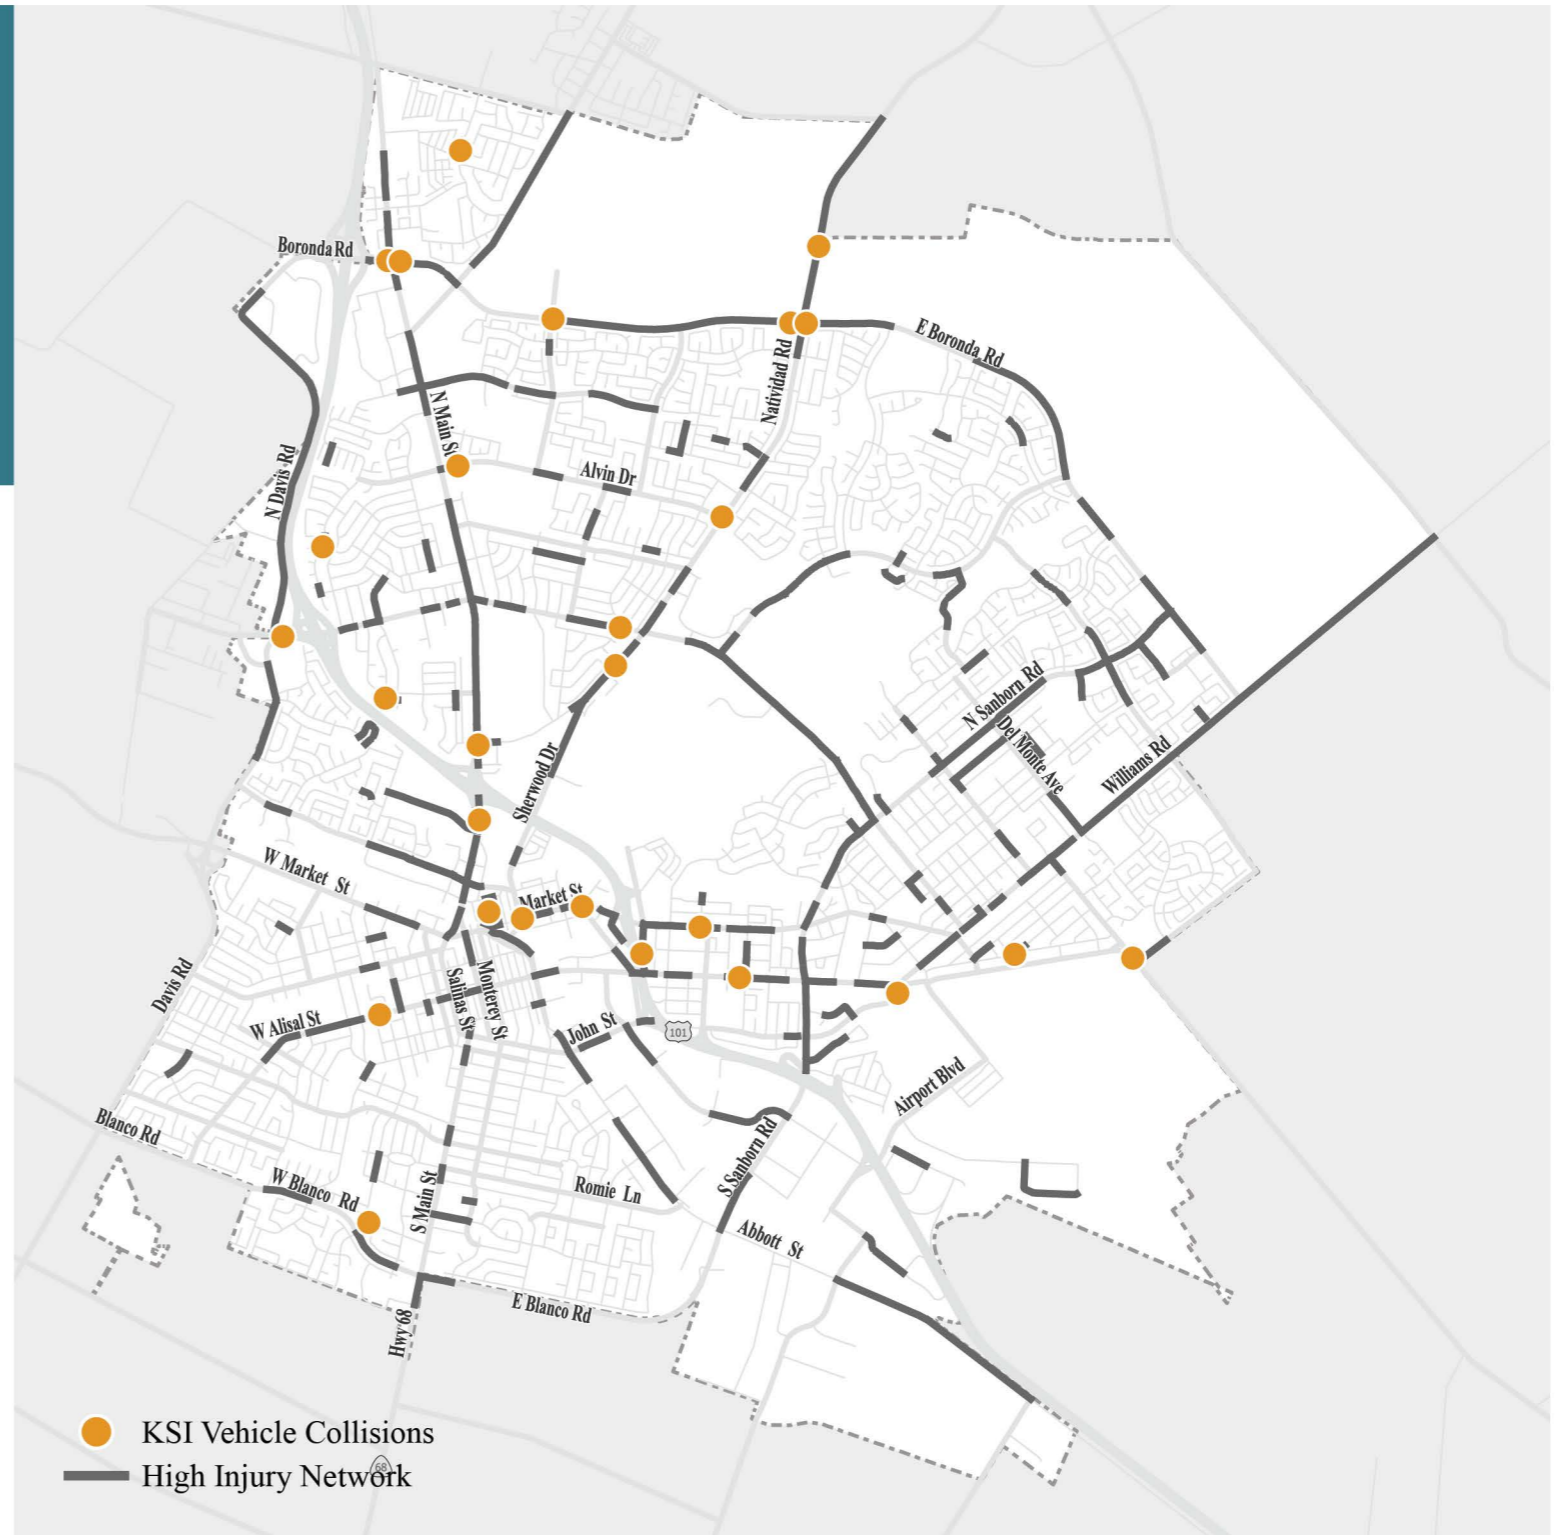 Boronda Rd
E Boronda Rd
Natividad Rd
N Main St
N Davis Rd
Alvin Dr
N Sanborn Rd
Del Monte Ave
Williams Rd
Sherwood Dr
W Market St
Market St
Davis Rd
Salinas St
Monterey St
W Alisal St
John St
101
Airport Blvd
Blanco Rd
W Blanco Rd
S Main St
Romie Ln
S Sanborn Rd
Abbott St
E Blanco Rd
Hwy 68
KSI Vehicle Collisions
68
High Injury Network